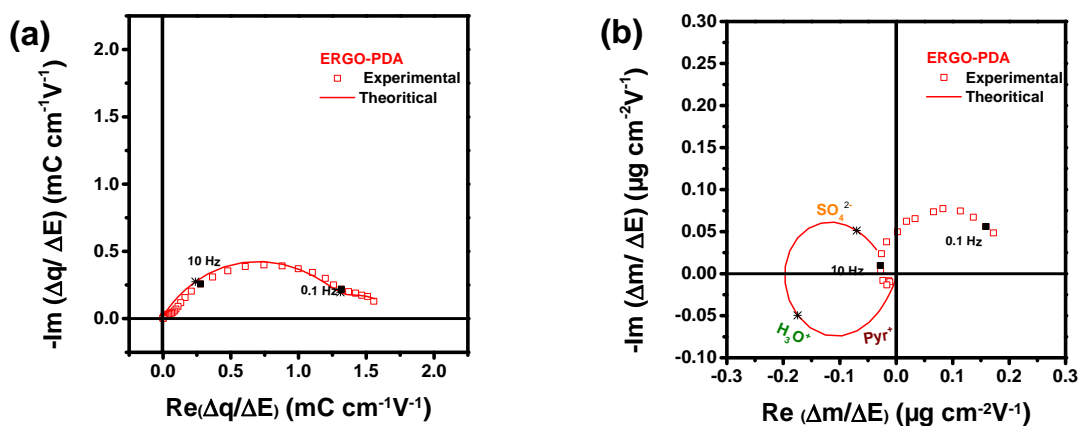 (a)
ERGO-PDA
Experimental
Theoritical
10 Hz
0.1 Hz
2.0
1.5
1.0
0.5
0.0
0.0 0.5 1.0 1.5 2.0
-Im (Δq/ ΔE) (mC cm⁻¹V⁻¹)
Re(Δq/ΔE) (mC cm⁻¹V⁻¹)
(b)
ERGO-PDA
Experimental
Theoritical
SO₄²⁻
10 Hz
0.1 Hz
H₃O⁺
Pyr⁺
0.30
0.25
0.20
0.15
0.10
0.05
0.00
-0.05
-0.10
-0.3 -0.2 -0.1 0.0 0.1 0.2 0.3
-Im (Δm/ ΔE) (µg cm⁻²V⁻¹)
Re (Δm/ΔE) (µg cm⁻²V⁻¹)